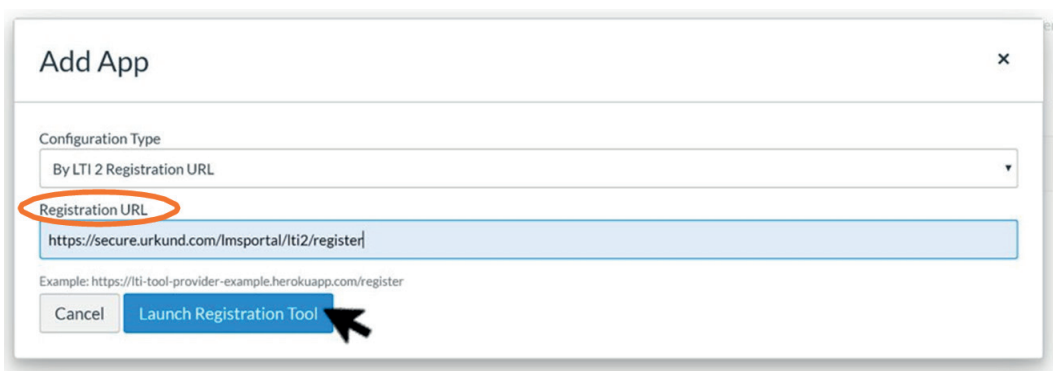 Add App
×
Configuration Type
By LTI 2 Registration URL
Registration URL
https://secure.urkund.com/lmsportal/lti2/register
Example: https://lti-tool-provider-example.herokuapp.com/register
Cancel Launch Registration Tool